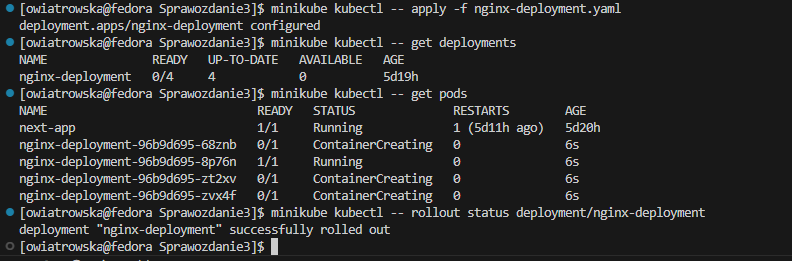 [owiatrowska@fedora Sprawozdanie3]$ minikube kubectl -- apply -f nginx-deployment.yaml
deployment.apps/nginx-deployment configured
[owiatrowska@fedora Sprawozdanie3]$ minikube kubectl -- get deployments
NAME READY UP-TO-DATE AVAILABLE AGE
nginx-deployment 0/4 4 0 5d19h
[owiatrowska@fedora Sprawozdanie3]$ minikube kubectl -- get pods
NAME READY STATUS RESTARTS AGE
next-app 1/1 Running 1 (5d11h ago) 5d20h
nginx-deployment-96b9d695-68znb 0/1 ContainerCreating 0 6s
nginx-deployment-96b9d695-8p76n 1/1 Running 0 6s
nginx-deployment-96b9d695-zt2xv 0/1 ContainerCreating 0 6s
nginx-deployment-96b9d695-zvx4f 0/1 ContainerCreating 0 6s
[owiatrowska@fedora Sprawozdanie3]$ minikube kubectl -- rollout status deployment/nginx-deployment
deployment "nginx-deployment" successfully rolled out
[owiatrowska@fedora Sprawozdanie3]$